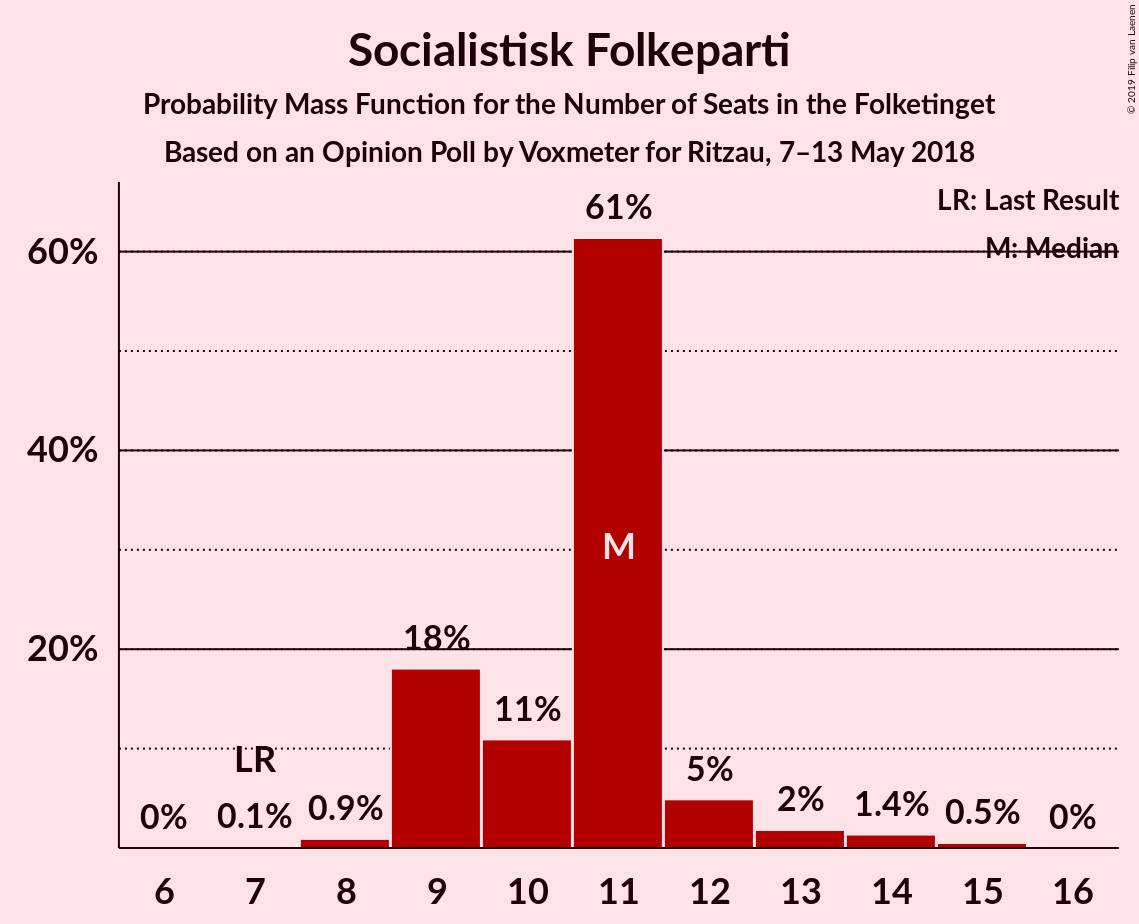 Socialistisk Folkeparti
Probability Mass Function for the Number of Seats in the Folketinget
Based on an Opinion Poll by Voxmeter for Ritzau, 7–13 May 2018
© 2019 Filip van Laenen
LR: Last Result
M: Median
60%
40%
20%
0%
LR
0.1%
0.9%
18%
11%
61%
M
5%
2%
1.4%
0.5%
0%
6 7 8 9 10 11 12 13 14 15 16